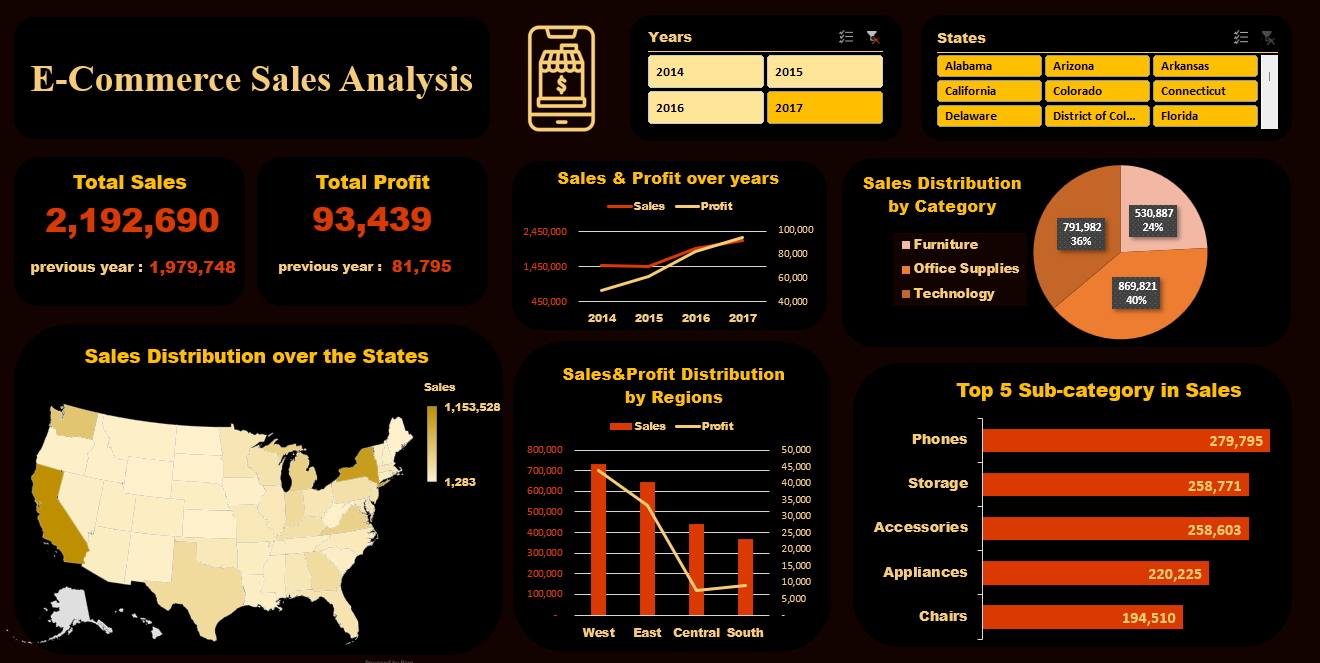 E-Commerce Sales Analysis
$
Years
2014
2015
2016
2017
States
Alabama
Arizona
Arkansas
California
Colorado
Connecticut
Delaware
District of Col...
Florida
Total Sales
2,192,690
previous year : 1,979,748
Total Profit
93,439
previous year : 81,795
Sales & Profit over years
Sales
Profit
2,450,000
1,450,000
450,000
100,000
80,000
60,000
40,000
2014
2015
2016
2017
Sales Distribution
by Category
Furniture
Office Supplies
Technology
530,887
24%
791,982
36%
869,821
40%
Sales Distribution over the States
Sales
1,153,528
1,283
Powered by Bing
Sales&Profit Distribution
by Regions
Sales
Profit
800,000
700,000
600,000
500,000
400,000
300,000
200,000
100,000
-
50,000
45,000
40,000
35,000
30,000
25,000
20,000
15,000
10,000
5,000
-
West
East
Central
South
Top 5 Sub-category in Sales
Phones
279,795
Storage
258,771
Accessories
258,603
Appliances
220,225
Chairs
194,510